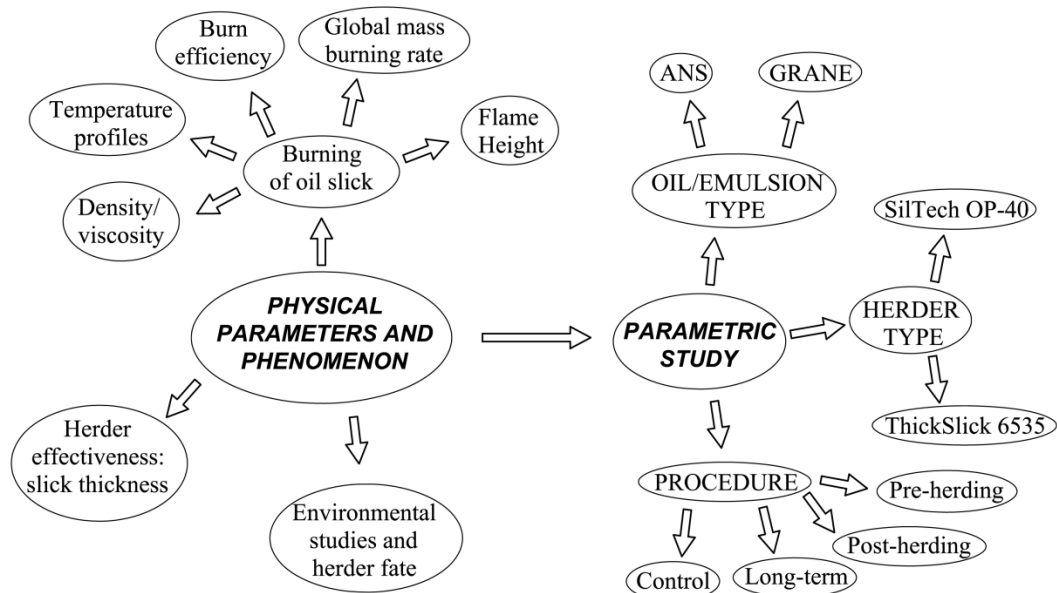 Burn
efficiency
Global mass
burning rate
Temperature
profiles
Flame
Height
Burning
of oil slick
Density/
viscosity
PHYSICAL
PARAMETERS AND
PHENOMENON
Herder
effectiveness:
slick thickness
Environmental
studies and
herder fate
ANS
GRANE
OIL/EMULSION
TYPE
SilTech OP-40
HERDER
TYPE
PARAMETRIC
STUDY
ThickSlick 6535
PROCEDURE
Pre-herding
Post-herding
Long-term
Control